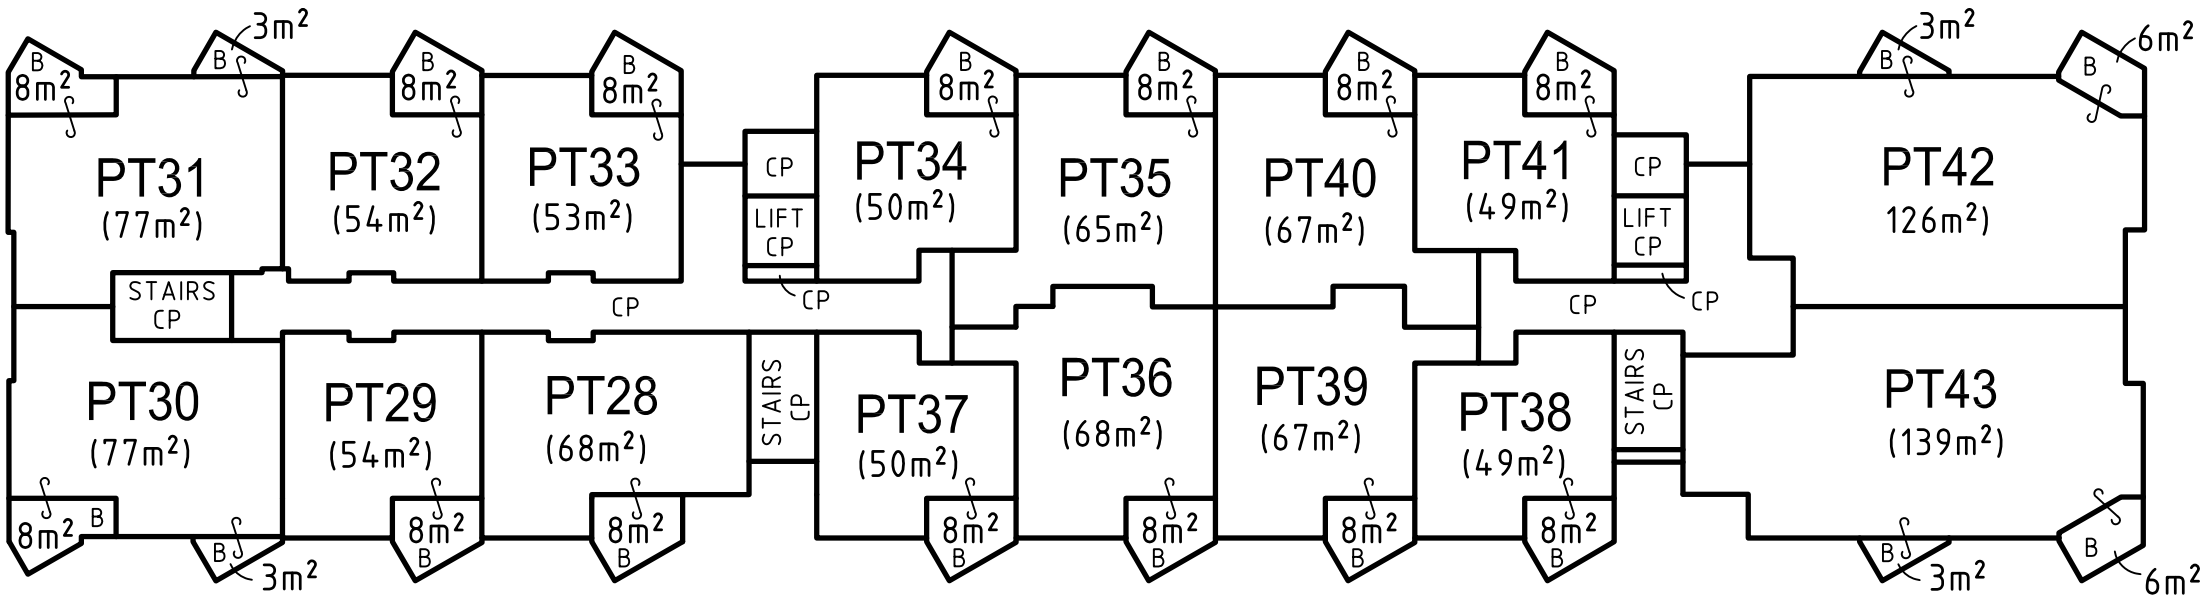 3m²
3m²
6m²
B
B
B
B
B
B
B
B
B
B
8m²
8m²
8m²
8m²
8m²
8m²
8m²
PT31
(77m²)
PT32
(54m²)
PT33
(53m²)
CP
LIFT
CP
CP
PT34
(50m²)
PT35
(65m²)
PT40
(67m²)
PT41
(49m²)
CP
LIFT
CP
CP
PT42
126m²)
STAIRS
CP
CP
CP
PT30
(77m²)
PT29
(54m²)
PT28
(68m²)
STAIRS
CP
PT37
(50m²)
PT36
(68m²)
PT39
(67m²)
PT38
(49m²)
STAIRS
CP
PT43
(139m²)
8m²
B
B
3m²
8m²
B
8m²
B
8m²
B
8m²
B
8m²
B
8m²
B
B
3m²
B
6m²